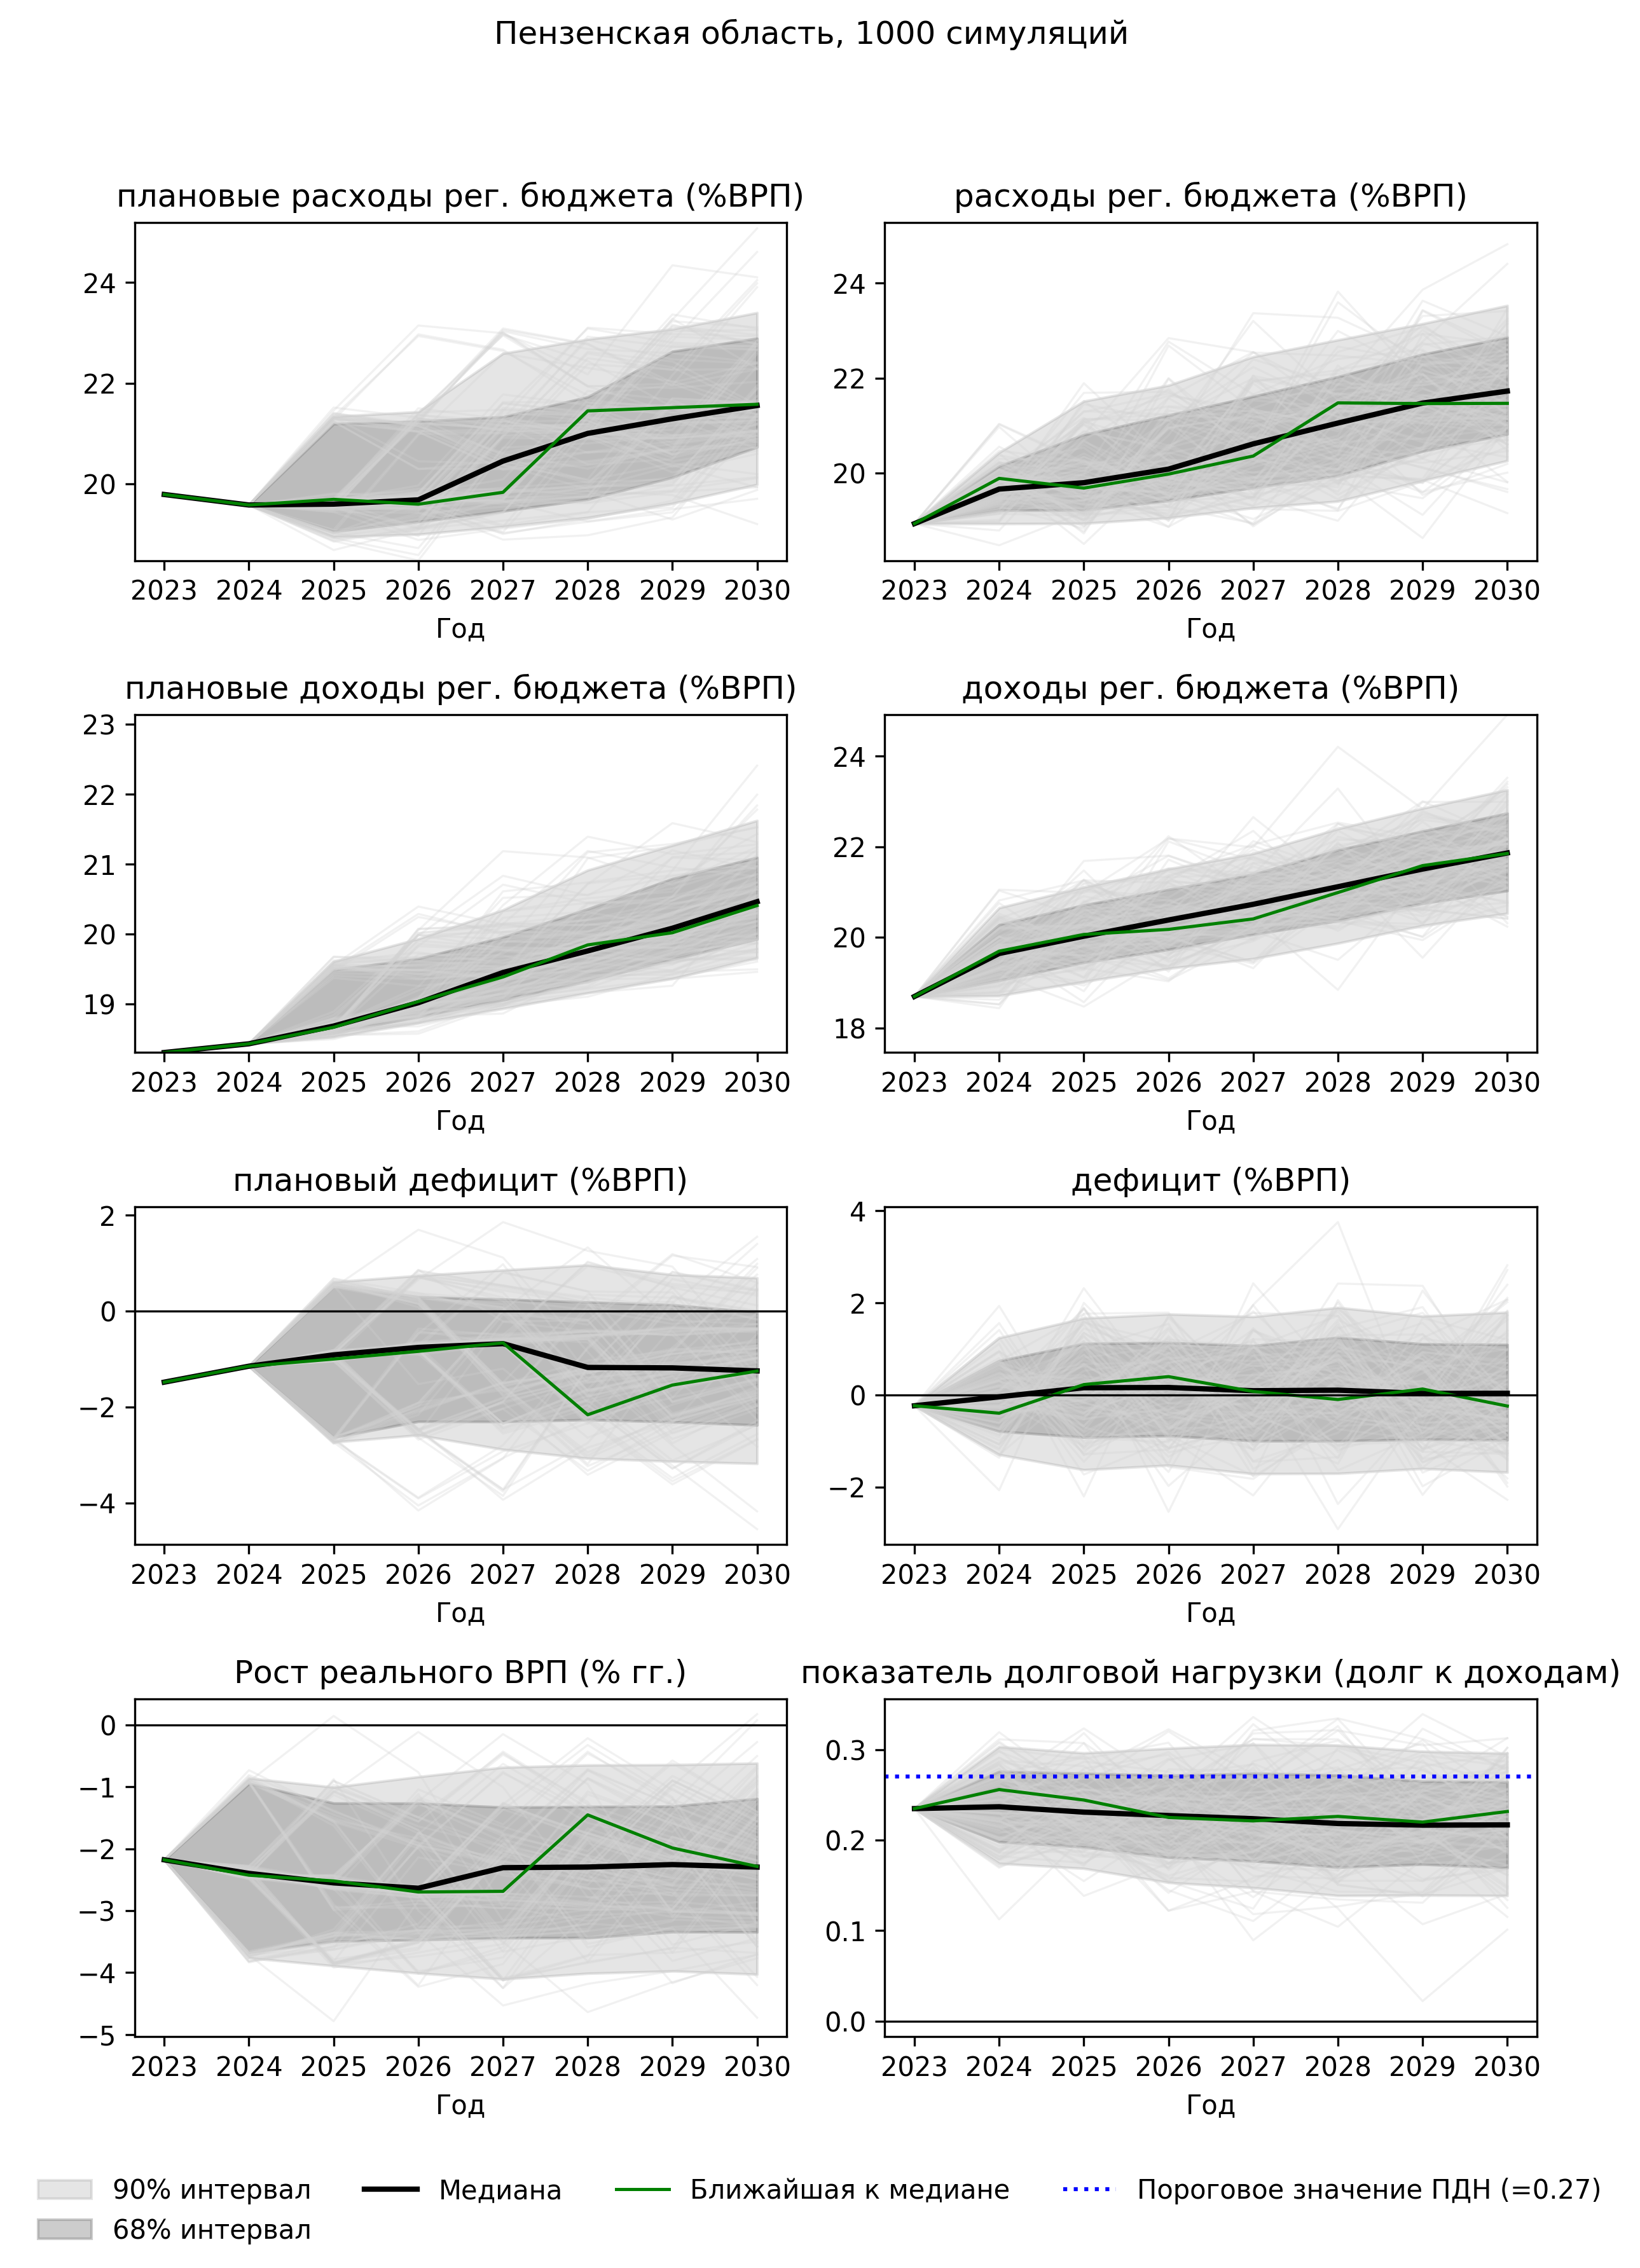 Пензенская область, 1000 симуляций
плановые расходы рег. бюджета (%ВРП)
24
22
20
2023 2024 2025 2026 2027 2028 2029 2030
Год
расходы рег. бюджета (%ВРП)
24
22
20
2023 2024 2025 2026 2027 2028 2029 2030
Год
плановые доходы рег. бюджета (%ВРП)
23
22
21
20
19
2023 2024 2025 2026 2027 2028 2029 2030
Год
доходы рег. бюджета (%ВРП)
24
22
20
18
2023 2024 2025 2026 2027 2028 2029 2030
Год
плановый дефицит (%ВРП)
2
0
−2
−4
2023 2024 2025 2026 2027 2028 2029 2030
Год
дефицит (%ВРП)
4
2
0
−2
2023 2024 2025 2026 2027 2028 2029 2030
Год
Рост реального ВРП (% гг.)
0
−1
−2
−3
−4
−5
2023 2024 2025 2026 2027 2028 2029 2030
Год
показатель долговой нагрузки (долг к доходам)
0.3
0.2
0.1
0.0
2023 2024 2025 2026 2027 2028 2029 2030
Год
90% интервал
68% интервал
Медиана
Ближайшая к медиане
Пороговое значение ПДН (=0.27)